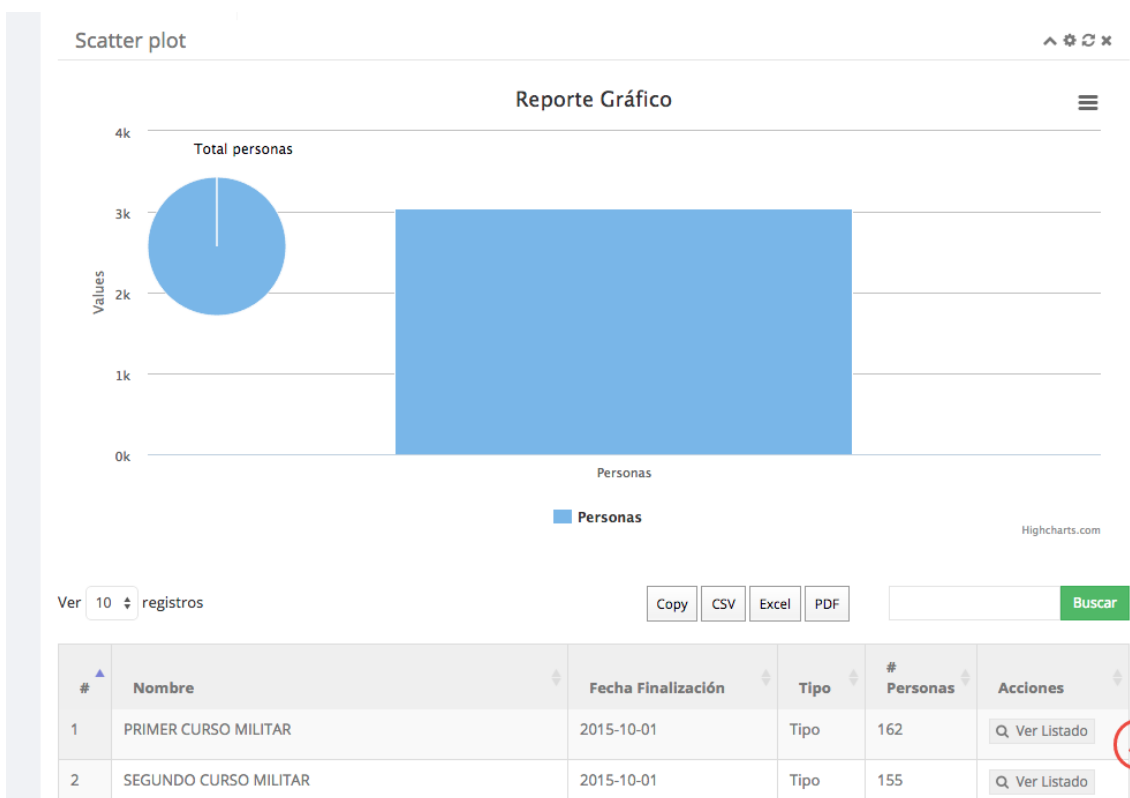 Scatter plot
Reporte Gráfico
4k
Total personas
3k
Values
2k
1k
0k
Personas
Personas
Highcharts.com
Ver 10 registros
Copy CSV Excel PDF
Buscar
# Nombre Fecha Finalización Tipo # Personas Acciones
1 PRIMER CURSO MILITAR 2015-10-01 Tipo 162 Ver Listado
2 SEGUNDO CURSO MILITAR 2015-10-01 Tipo 155 Ver Listado